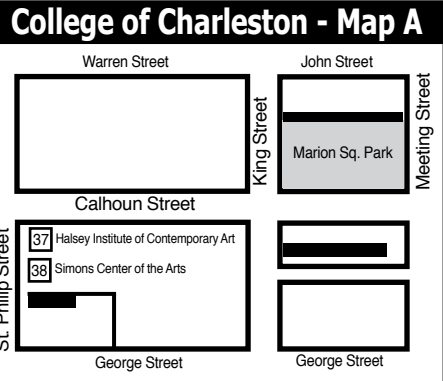 College of Charleston - Map A
Warren Street
John Street
King Street
Marion Sq. Park
Meeting Street
Calhoun Street
St. Philip Street
37 Halsey Institute of Contemporary Art
38 Simons Center of the Arts
George Street
George Street